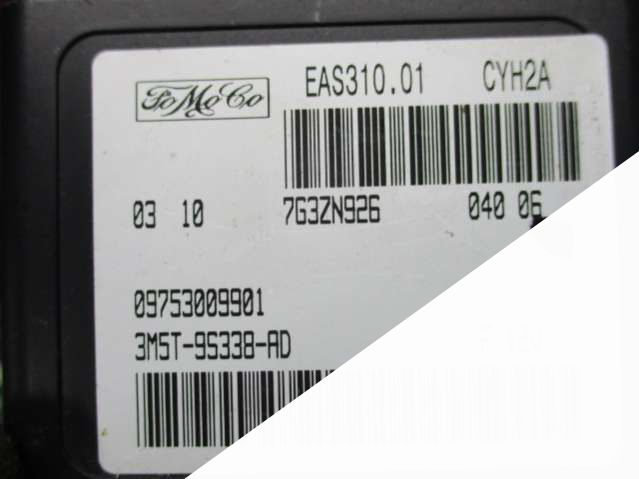 FoMoCo EAS310.01 CYH2A
03 10 7G3ZN926 040 06
09753009901
3M5T-9S338-AD